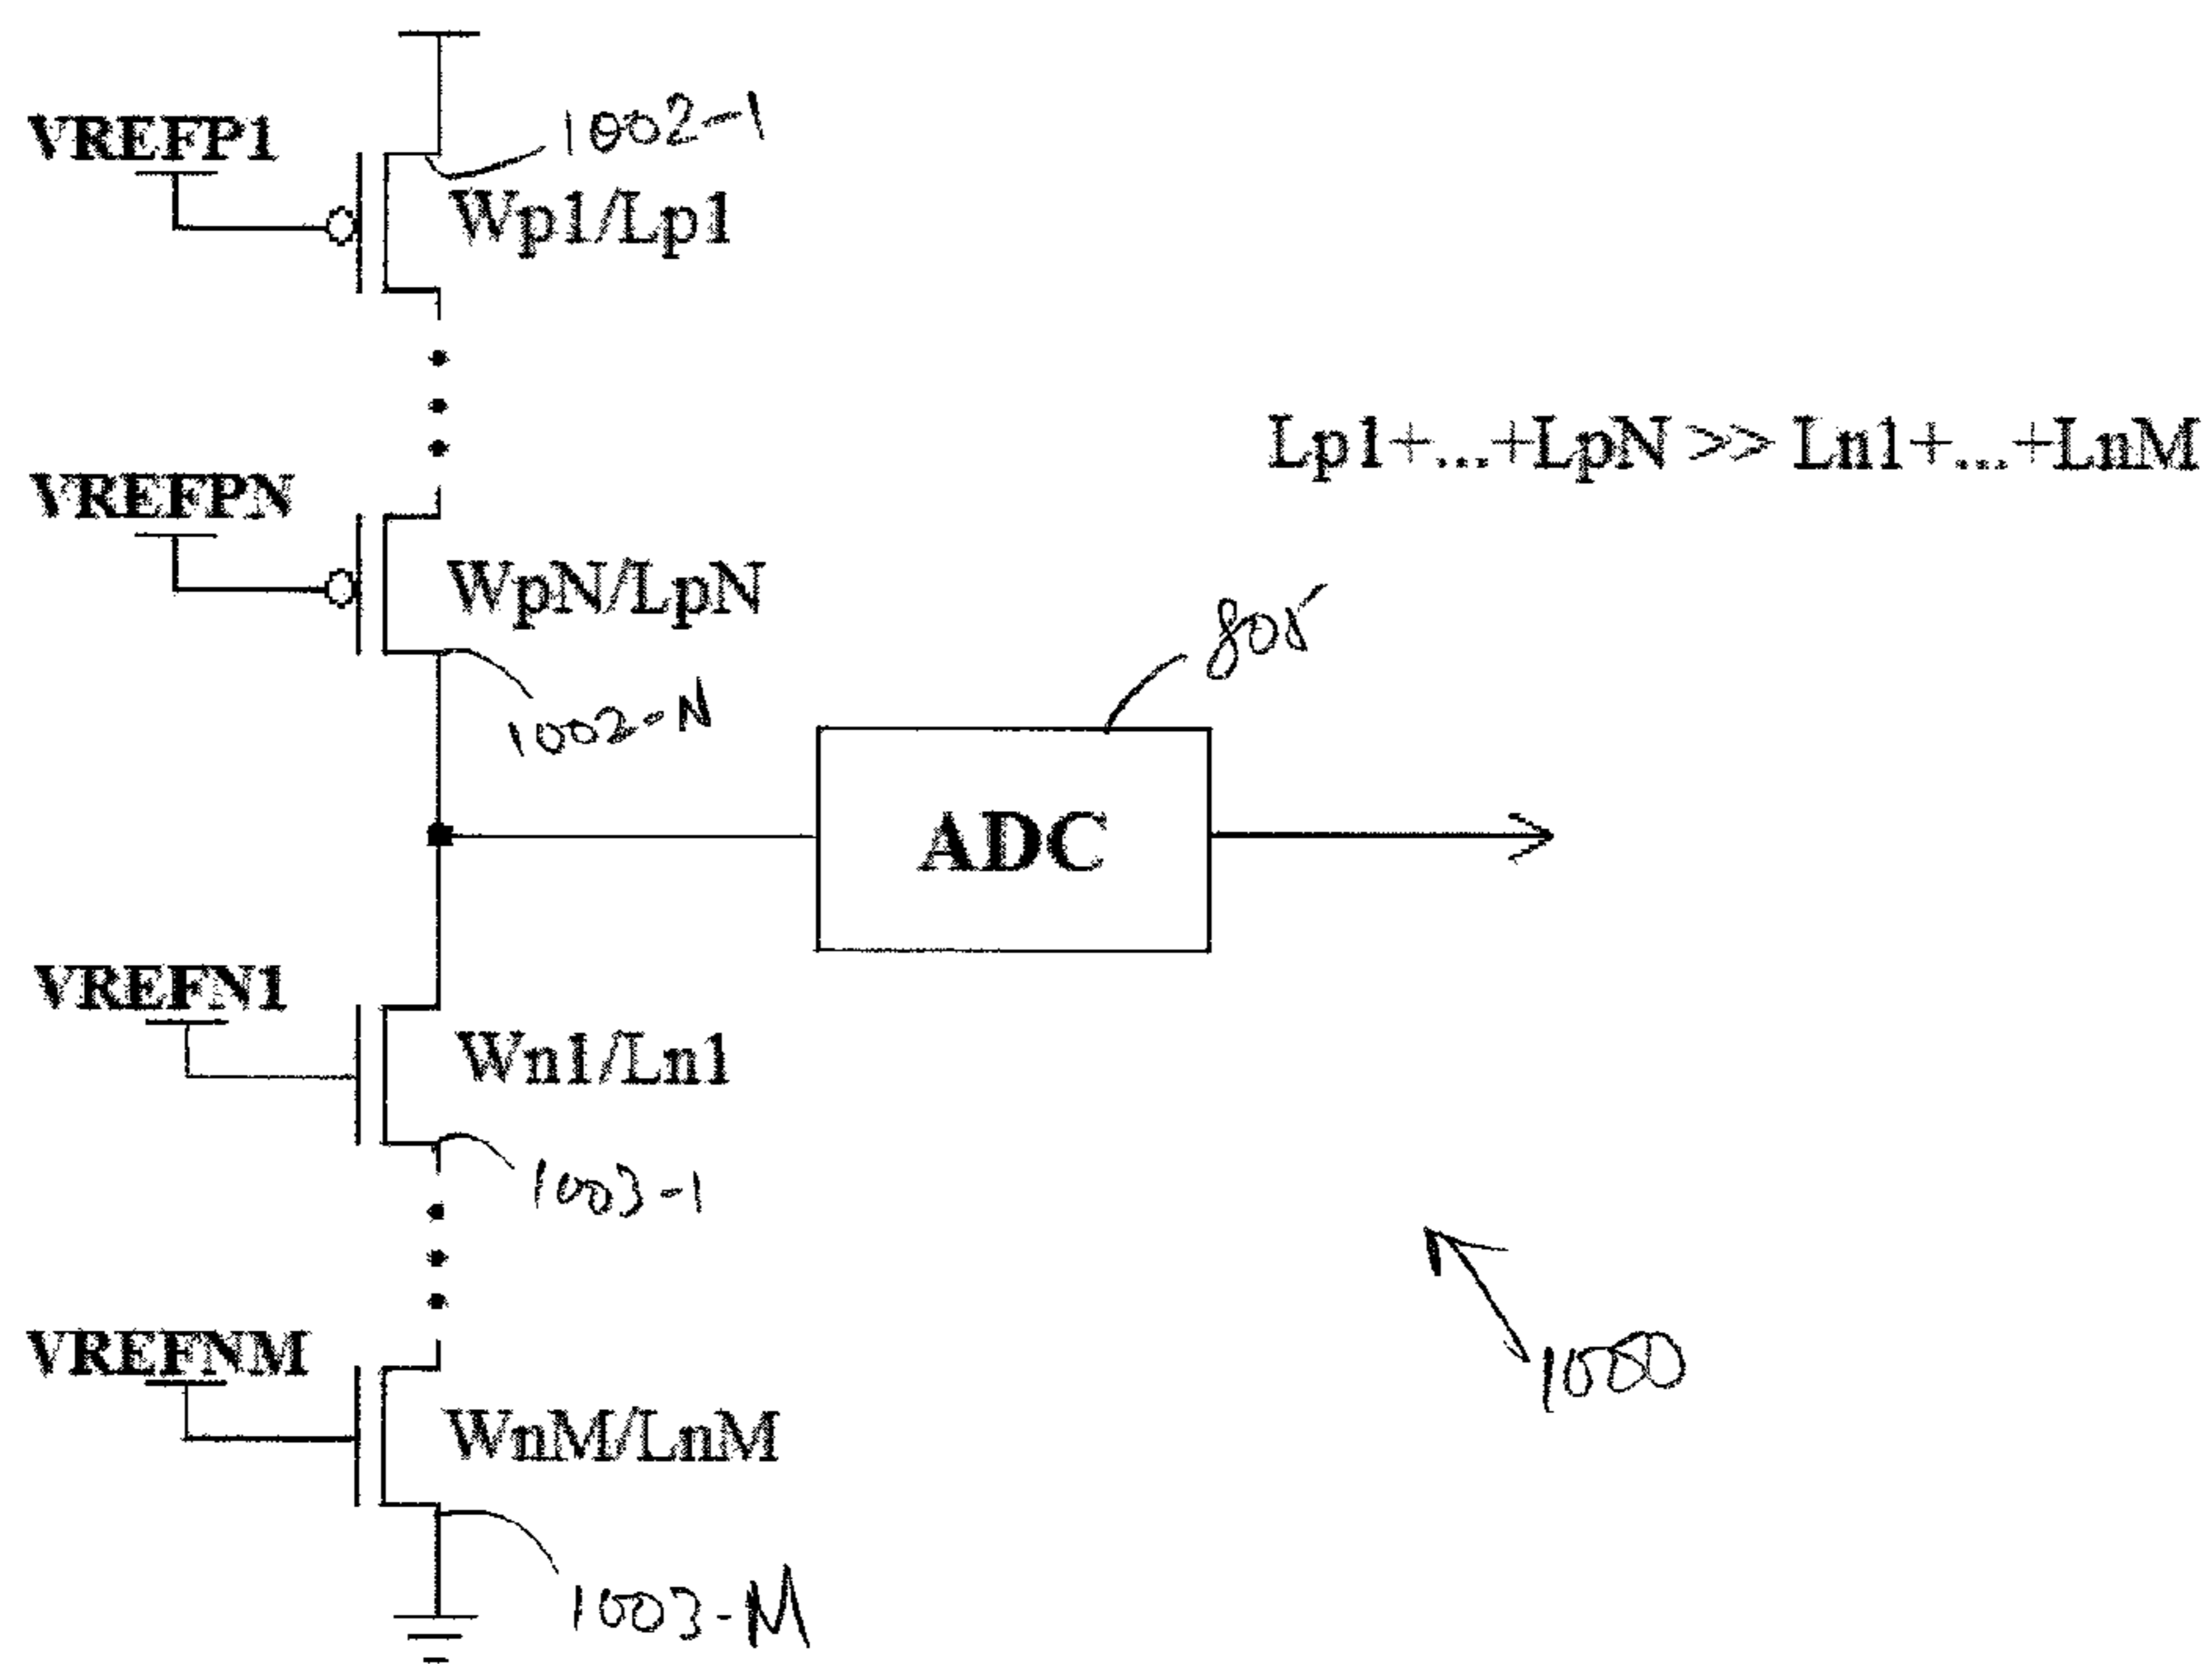 VREFP1
1002-1
Wp1/Lp1
Lp1+...+LpN >> Ln1+...+LnM
VREFPN
WpN/LpN
805
1002-N
ADC
VREFN1
Wn1/Ln1
1003-1
VREFNM
1000
WnM/LnM
1003-M